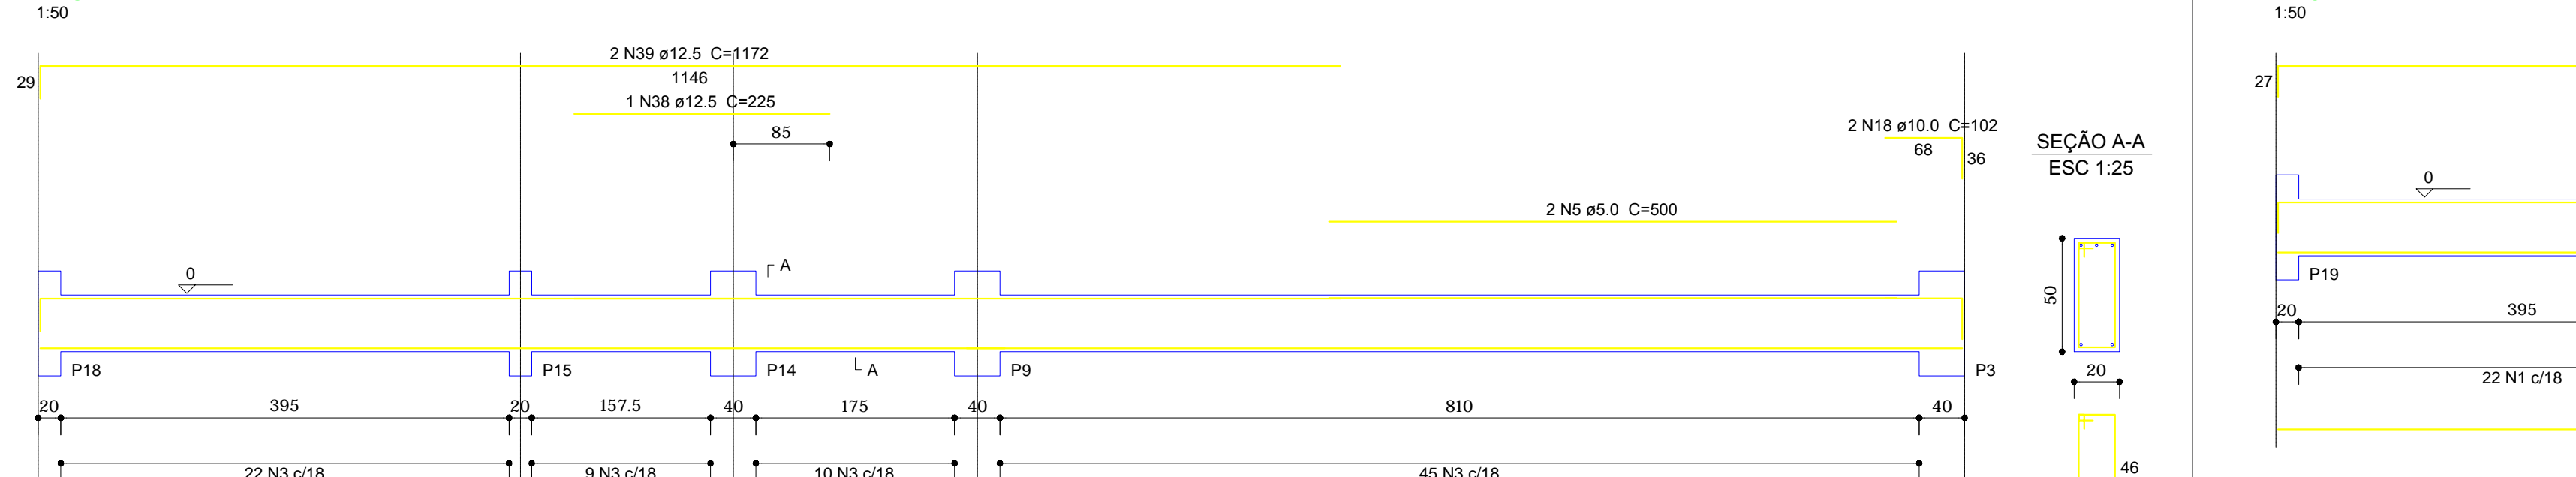 1:50
1:50
2 N39 ø12.5  C=1172
29
1146
27
1 N38 ø12.5  C=225
85
2 N18 ø10.0  C=102
68
36
SEÇÃO A-A
ESC 1:25
2 N5 ø5.0  C=500
0
A
0
50
P18
P15
P14
A
P9
P3
P19
20
20
395
20
157.5
40
175
40
810
40
20
395
22 N3 c/18
9 N3 c/18
10 N3 c/18
45 N3 c/18
46
22 N1 c/18